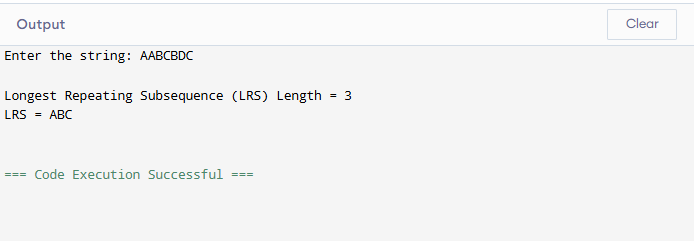 Output
Clear
Enter the string: AABCBDC
Longest Repeating Subsequence (LRS) Length = 3
LRS = ABC
=== Code Execution Successful ===